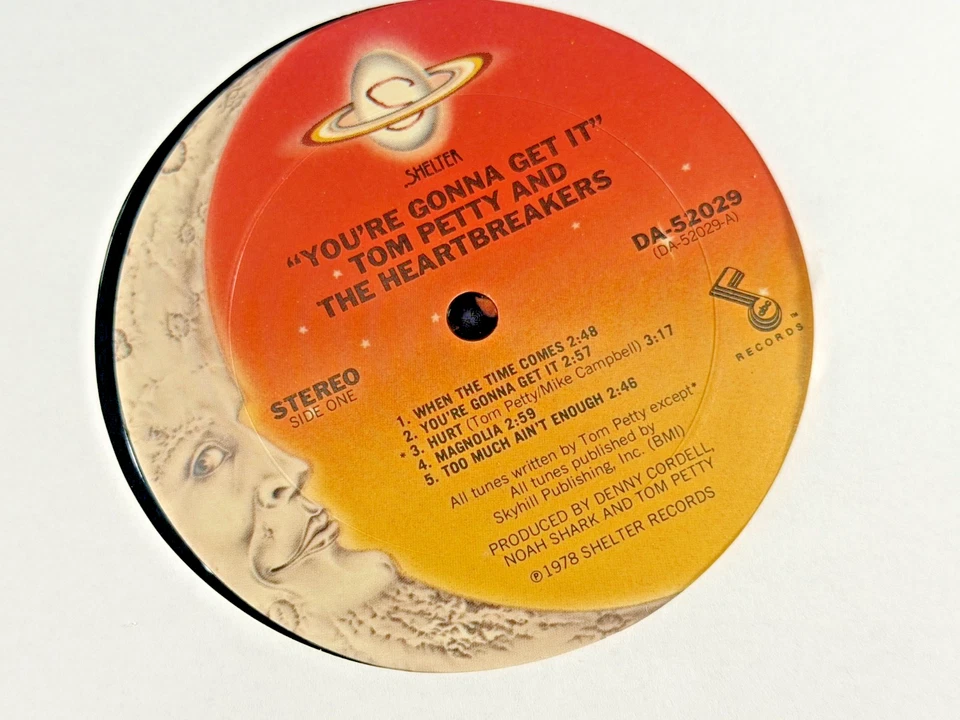 SHELTER
"YOU'RE GONNA GET IT"
TOM PETTY AND
THE HEARTBREAKERS
DA-52029
(DA-52029-A)
abc
RECORDS™
STEREO
SIDE ONE
1. WHEN THE TIME COMES 2:48
2. YOU'RE GONNA GET IT 2:57
* 3. HURT (Tom Petty/Mike Campbell) 3:17
4. MAGNOLIA 2:59
5. TOO MUCH AIN'T ENOUGH 2:46
All tunes written by Tom Petty except*
All tunes published by
Skyhill Publishing, Inc. (BMI)
PRODUCED BY DENNY CORDELL,
NOAH SHARK AND TOM PETTY
℗1978 SHELTER RECORDS